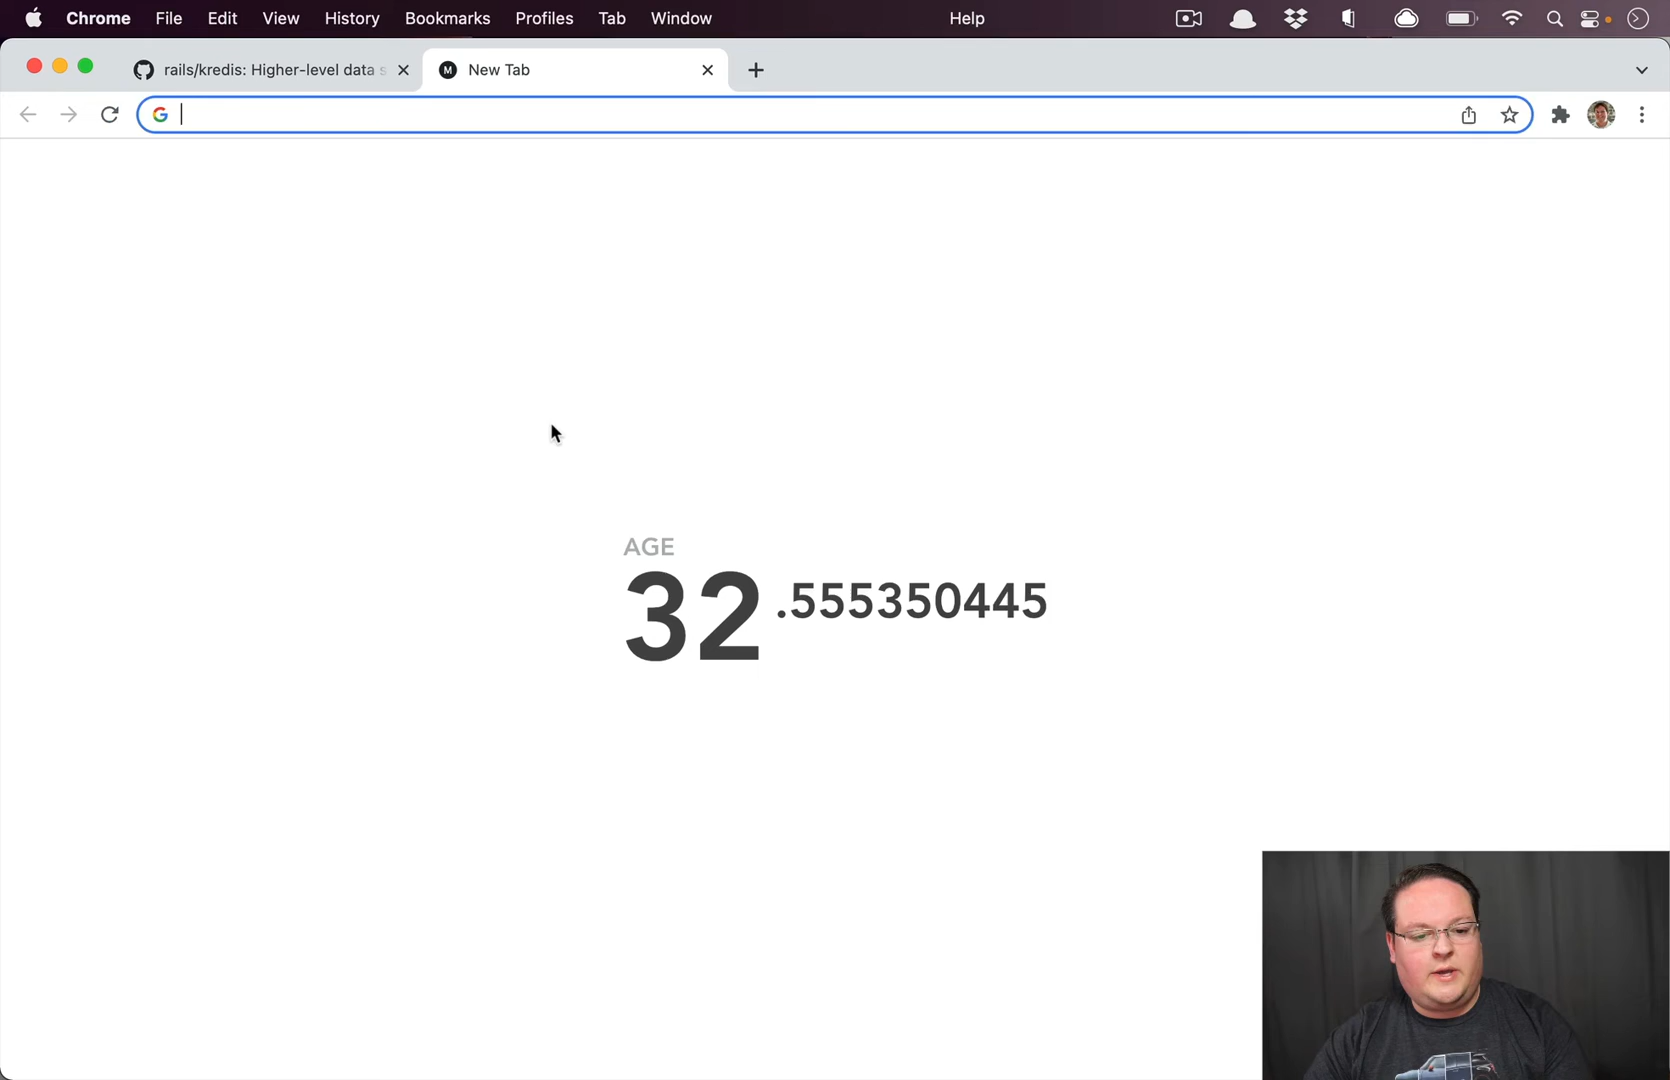 Chrome File Edit View History Bookmarks Profiles Tab Window Help
rails/kredis: Higher-level data s
New Tab
AGE
32.555350445